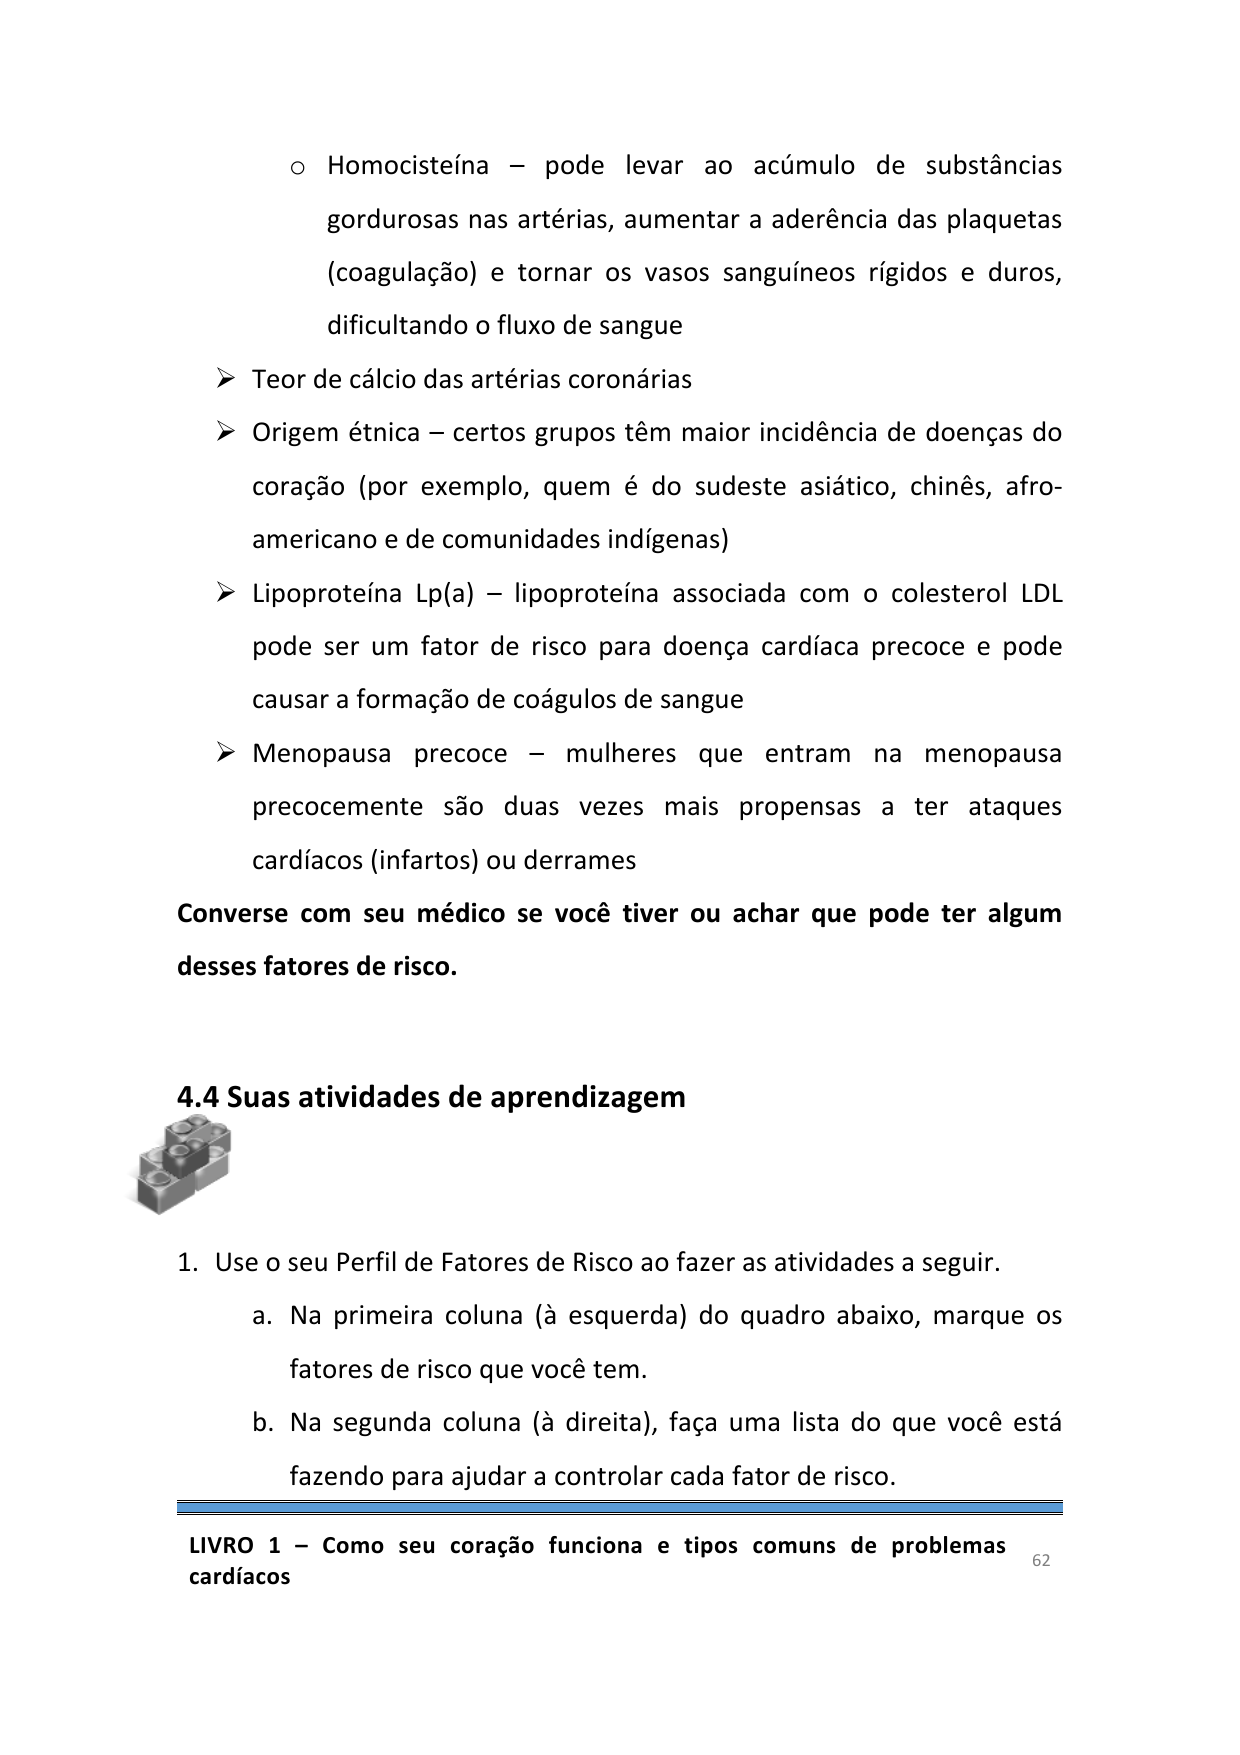 o Homocisteína – pode levar ao acúmulo de substâncias
gordurosas nas artérias, aumentar a aderência das plaquetas
(coagulação) e tornar os vasos sanguíneos rígidos e duros,
dificultando o fluxo de sangue
➢ Teor de cálcio das artérias coronárias
➢ Origem étnica – certos grupos têm maior incidência de doenças do
coração (por exemplo, quem é do sudeste asiático, chinês, afro-
americano e de comunidades indígenas)
➢ Lipoproteína Lp(a) – lipoproteína associada com o colesterol LDL
pode ser um fator de risco para doença cardíaca precoce e pode
causar a formação de coágulos de sangue
➢ Menopausa precoce – mulheres que entram na menopausa
precocemente são duas vezes mais propensas a ter ataques
cardíacos (infartos) ou derrames
Converse com seu médico se você tiver ou achar que pode ter algum
desses fatores de risco.
4.4 Suas atividades de aprendizagem
1. Use o seu Perfil de Fatores de Risco ao fazer as atividades a seguir.
a. Na primeira coluna (à esquerda) do quadro abaixo, marque os
fatores de risco que você tem.
b. Na segunda coluna (à direita), faça uma lista do que você está
fazendo para ajudar a controlar cada fator de risco.
LIVRO 1 – Como seu coração funciona e tipos comuns de problemas
cardíacos
62